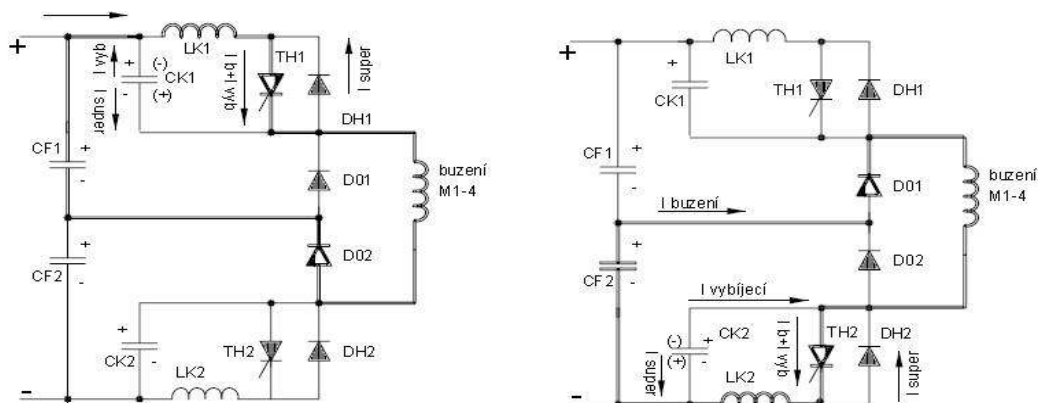 LK1
+
I vyb
I super
+
-
(-)
(+)
CK1
I b+I vyb
TH1
I super
DH1
CF1
+
-
D01
buzení
M1-4
CF2
+
-
D02
+
-
CK2
TH2
DH2
LK2
-
+
LK1
+
CK1
TH1
DH1
CF1
+
-
D01
buzení
M1-4
I buzení
CF2
+
-
D02
I vybíjecí
I super
(-)
(+)
+
-
CK2
I b+I vyb
TH2
DH2
I super
LK2
-